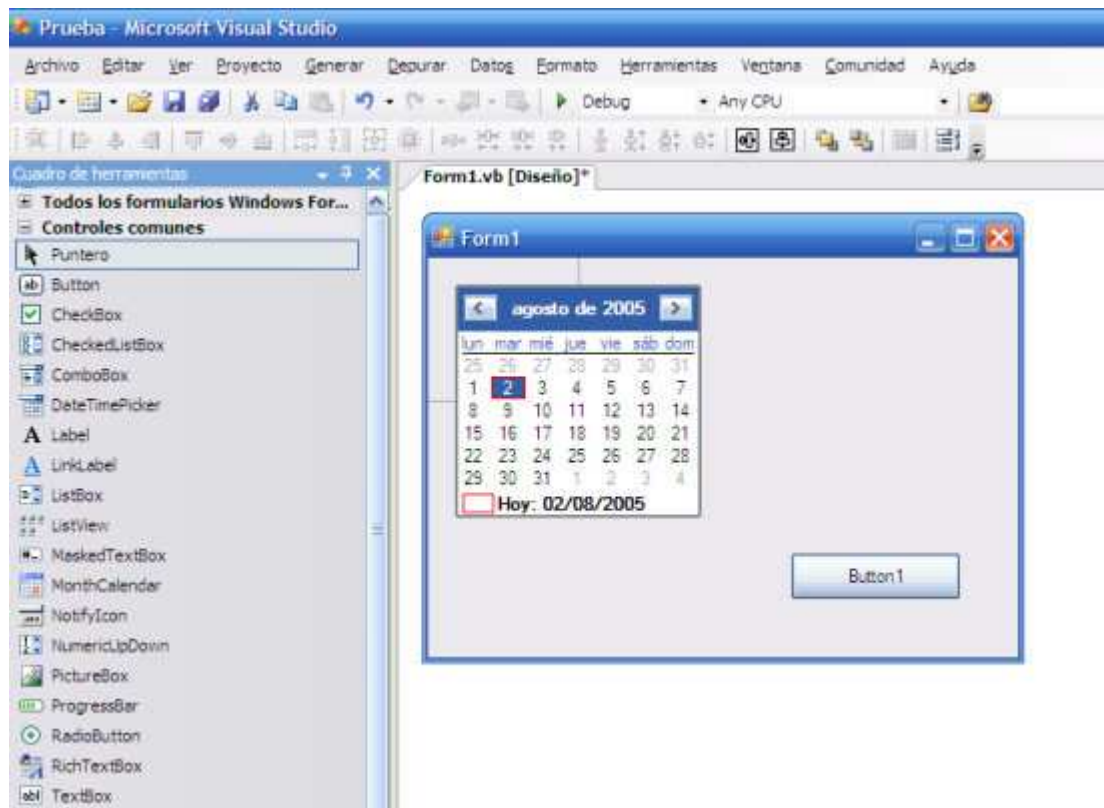 Prueba - Microsoft Visual Studio
Archivo Editar Ver Proyecto Generar Depurar Datos Formato Herramientas Ventana Comunidad Ayuda
Debug Any CPU
Cuadro de herramientas
Form1.vb [Diseño]*
Todos los formularios Windows For...
Controles comunes
Puntero
Button
CheckBox
CheckedListBox
ComboBox
DateTimePicker
Label
LinkLabel
ListBox
ListView
MaskedTextBox
MonthCalendar
NotifyIcon
NumericUpDown
PictureBox
ProgressBar
RadioButton
RichTextBox
TextBox
Form1
agosto de 2005
lun mar mié jue vie sáb dom
25 26 27 28 29 30 31
1 2 3 4 5 6 7
8 9 10 11 12 13 14
15 16 17 18 19 20 21
22 23 24 25 26 27 28
29 30 31 1 2 3 4
Hoy: 02/08/2005
Button1